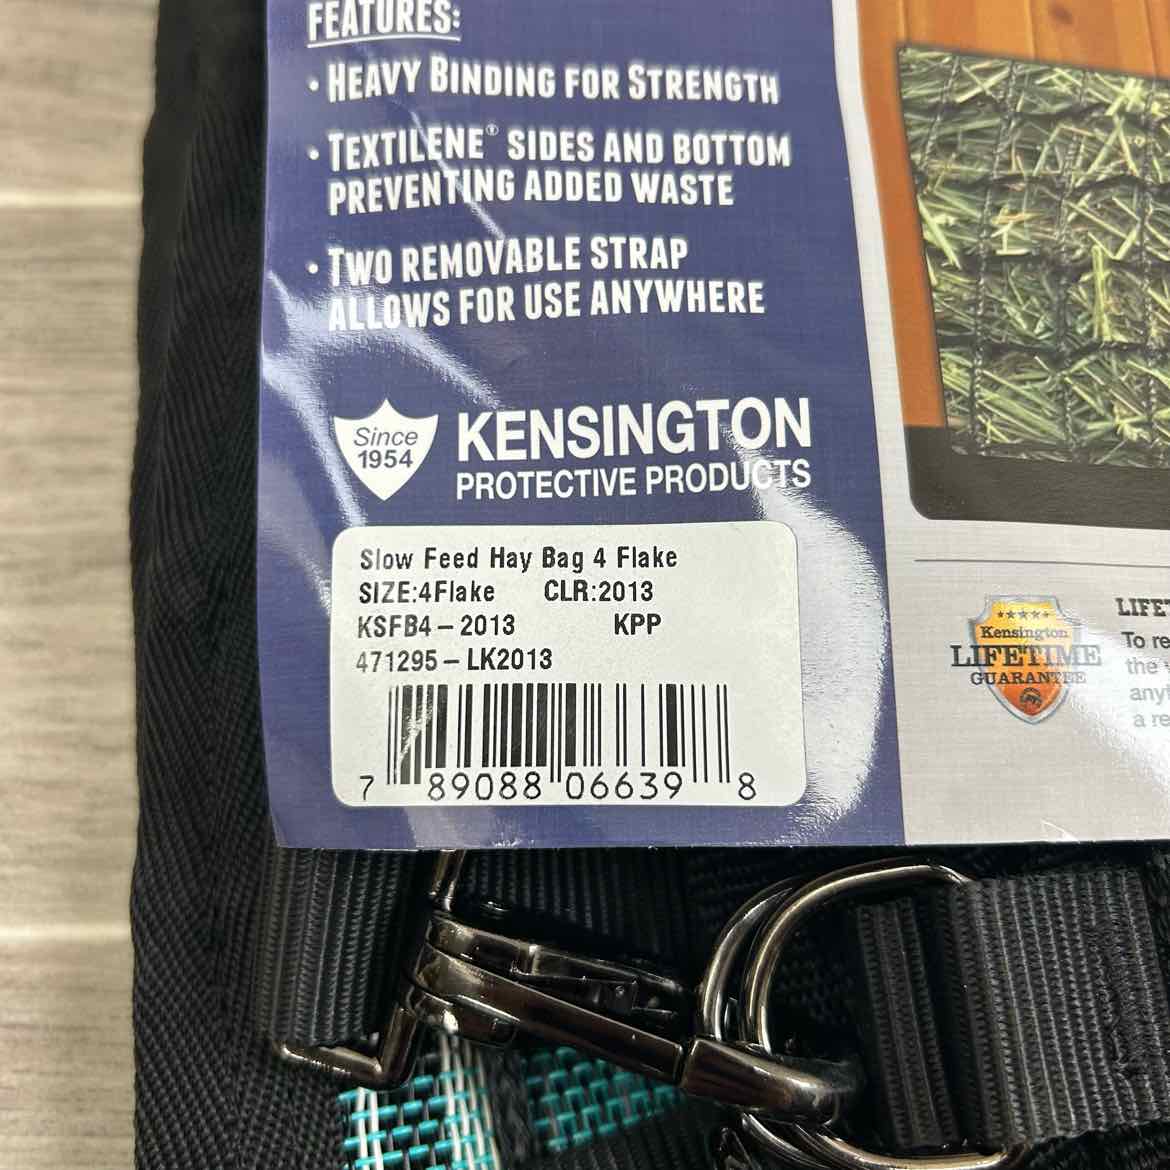 FEATURES:
• HEAVY BINDING FOR STRENGTH
• TEXTILENE® SIDES AND BOTTOM
PREVENTING ADDED WASTE
• TWO REMOVABLE STRAP
ALLOWS FOR USE ANYWHERE
Since
1954
KENSINGTON
PROTECTIVE PRODUCTS
Slow Feed Hay Bag 4 Flake
SIZE:4Flake CLR:2013
KSFB4-2013 KPP
471295-LK2013
7 89088 06639 8
Kensington
LIFETIME
GUARANTEE
To
the